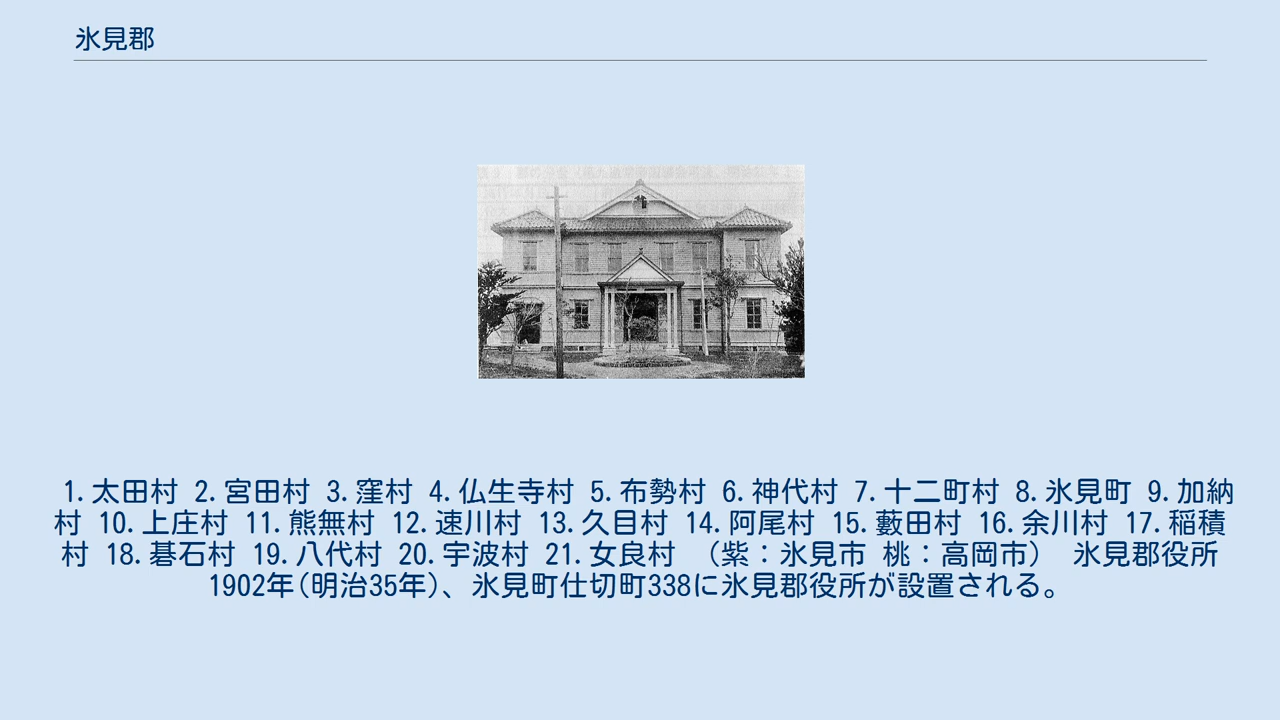 氷見郡
1.太田村 2.宮田村 3.窪村 4.仏生寺村 5.布勢村 6.神代村 7.十二町村 8.氷見町 9.加納
村 10.上庄村 11.熊無村 12.速川村 13.久目村 14.阿尾村 15.藪田村 16.余川村 17.稲積
村 18.碁石村 19.八代村 20.宇波村 21.女良村 （紫：氷見市 桃：高岡市） 氷見郡役所
1902年(明治35年)、氷見町仕切町338に氷見郡役所が設置される。